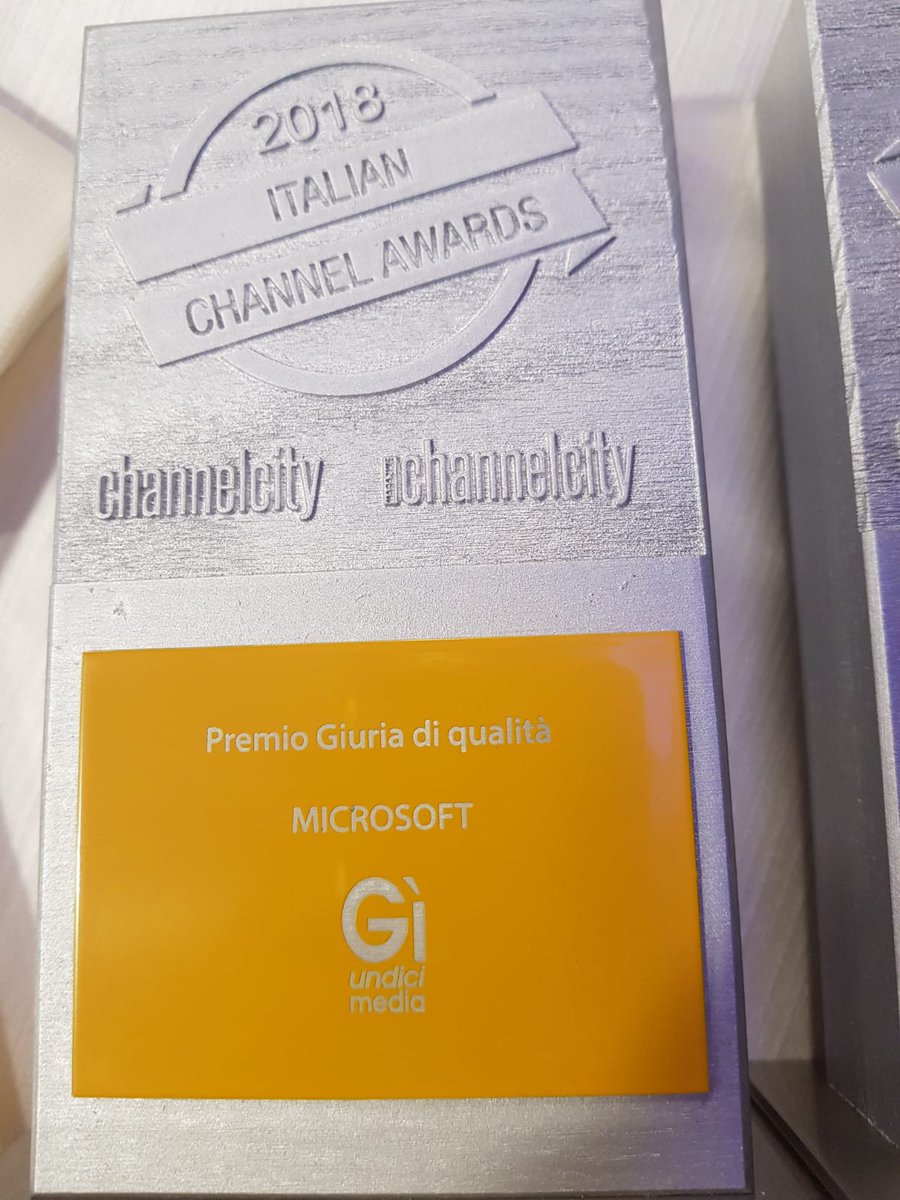 2018
ITALIAN
CHANNEL AWARDS
channelcity
MAGAZINE channelcity
Premio Giuria di qualità
MICROSOFT
Gì
undici
media